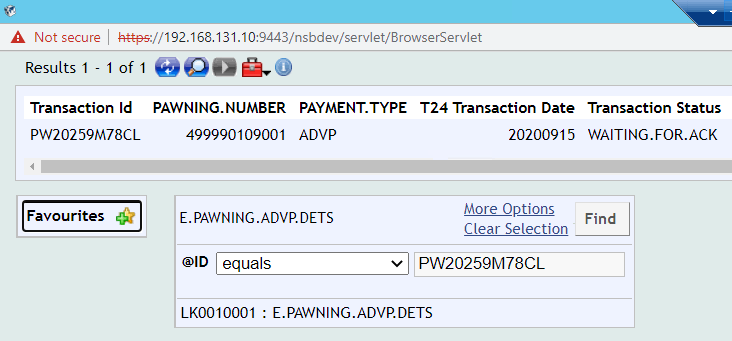 Not secure https://192.168.131.10:9443/nsbdev/servlet/BrowserServlet
Results 1 - 1 of 1
Transaction Id PAWNING.NUMBER PAYMENT.TYPE T24 Transaction Date Transaction Status
PW20259M78CL 499990109001 ADVP 20200915 WAITING.FOR.ACK
Favourites
E.PAWNING.ADVP.DETS
More Options
Clear Selection
Find
@ID equals PW20259M78CL
LK0010001 : E.PAWNING.ADVP.DETS